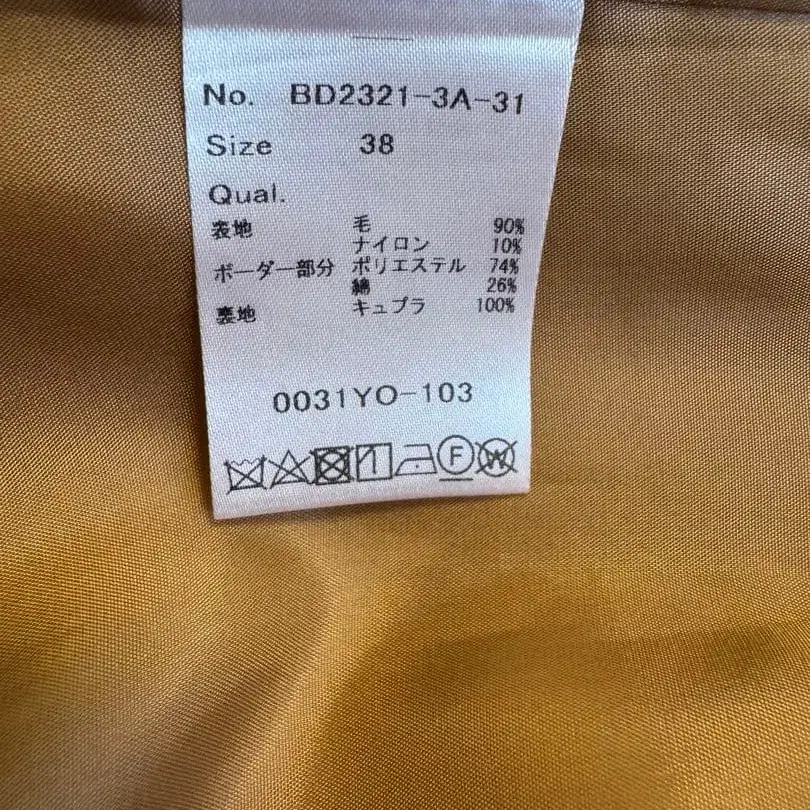 No. BD2321-3A-31
Size 38
Qual.
表地 毛 90%
ナイロン 10%
ボーダー部分 ポリエステル 74%
綿 26%
裏地 キュプラ 100%
0031YO-103
F W